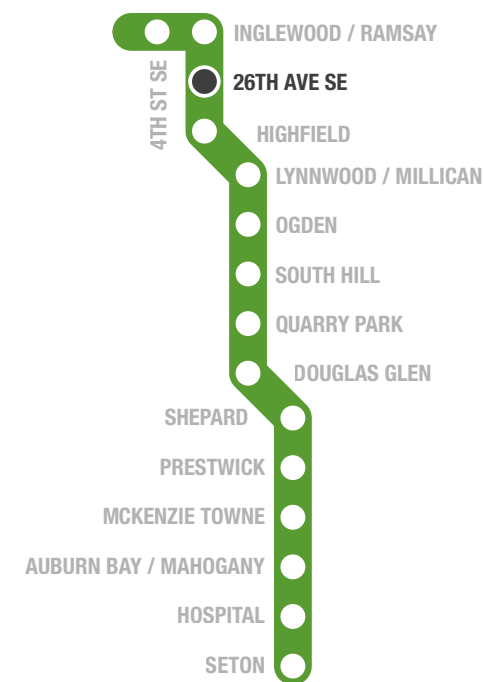 INGLEWOOD / RAMSAY
4TH ST SE
26TH AVE SE
HIGHFIELD
LYNNWOOD / MILLICAN
OGDEN
SOUTH HILL
QUARRY PARK
DOUGLAS GLEN
SHEPARD
PRESTWICK
MCKENZIE TOWNE
AUBURN BAY / MAHOGANY
HOSPITAL
SETON